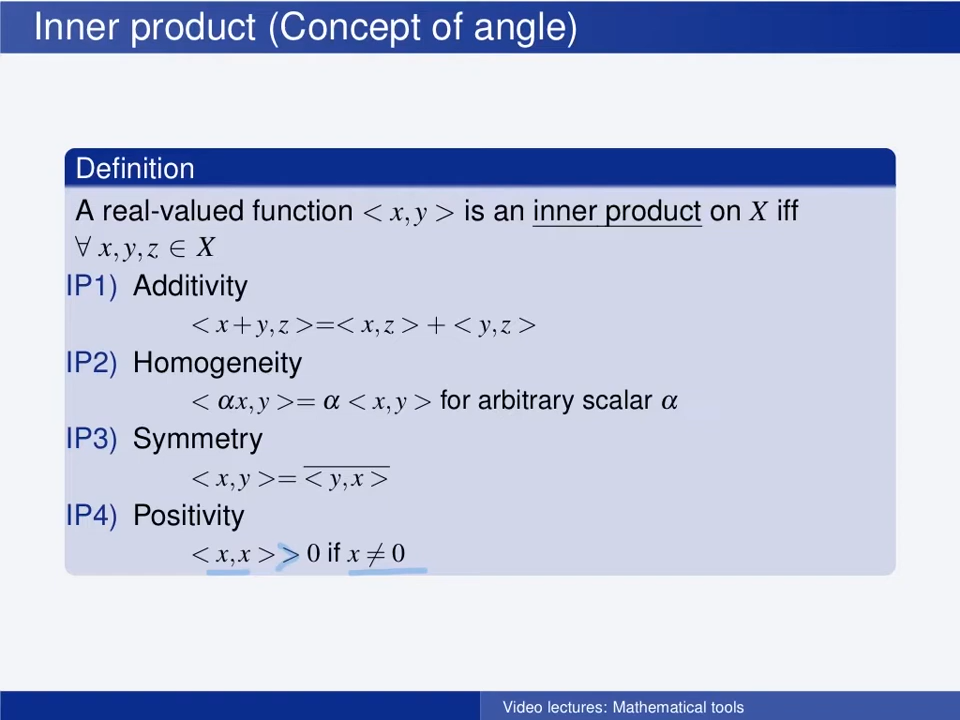 Inner product (Concept of angle)
Definition
A real-valued function < x, y > is an inner product on X iff
∀ x, y, z ∈ X
IP1) Additivity
< x + y, z >=< x, z > + < y, z >
IP2) Homogeneity
< αx, y >= α < x, y > for arbitrary scalar α
IP3) Symmetry
< x, y >= \overline{< y, x >}
IP4) Positivity
< x, x > > 0 if x ≠ 0
Video lectures: Mathematical tools